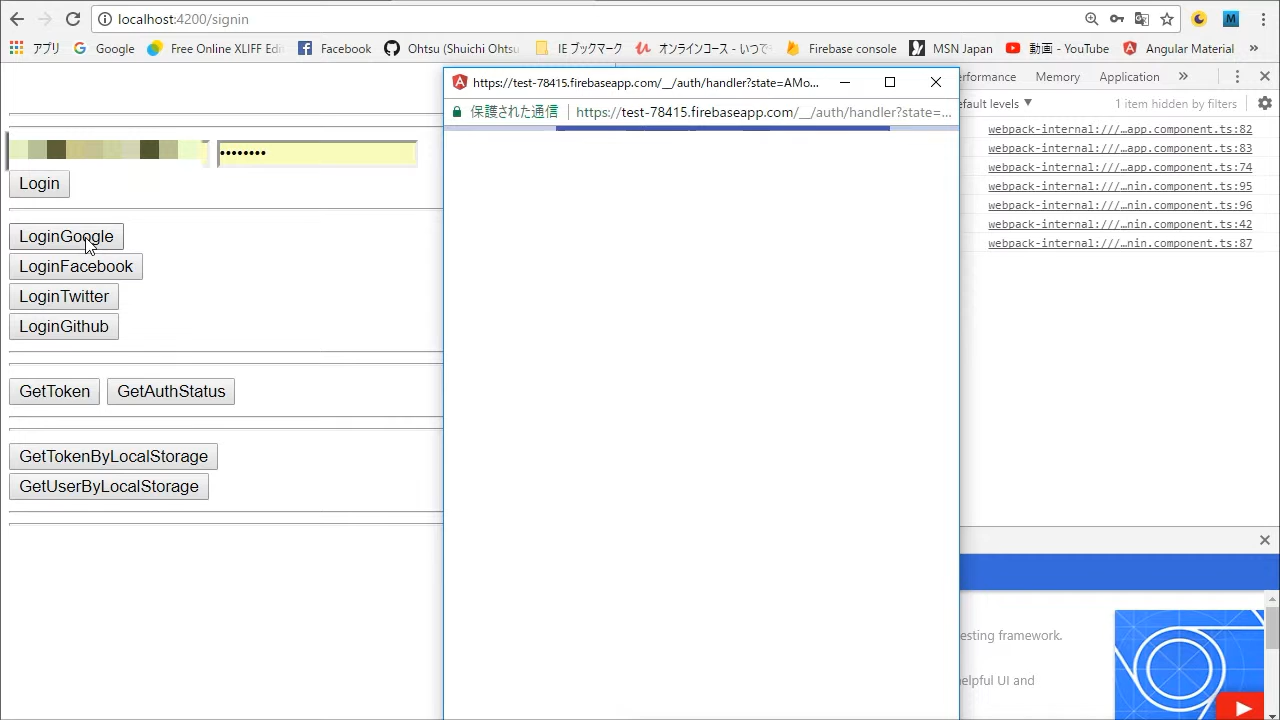 localhost:4200/signin
アプリ Google Free Online XLIFF Edi Facebook Ohtsu (Shuichi Ohtsu IE ブックマーク オンラインコース - いつで Firebase console MSN Japan 動画 - YouTube Angular Material »
https://test-78415.firebaseapp.com/__/auth/handler?state=AMo...
保護された通信 https://test-78415.firebaseapp.com/__/auth/handler?state=...
erformance Memory Application »
efault levels ▼ 1 item hidden by filters
webpack-internal:///…app.component.ts:82
webpack-internal:///…app.component.ts:83
webpack-internal:///…app.component.ts:74
webpack-internal:///…nin.component.ts:95
webpack-internal:///…nin.component.ts:96
webpack-internal:///…nin.component.ts:42
webpack-internal:///…nin.component.ts:87
••••••••
Login
LoginGoogle
LoginFacebook
LoginTwitter
LoginGithub
GetToken GetAuthStatus
GetTokenByLocalStorage
GetUserByLocalStorage
esting framework.
helpful UI and